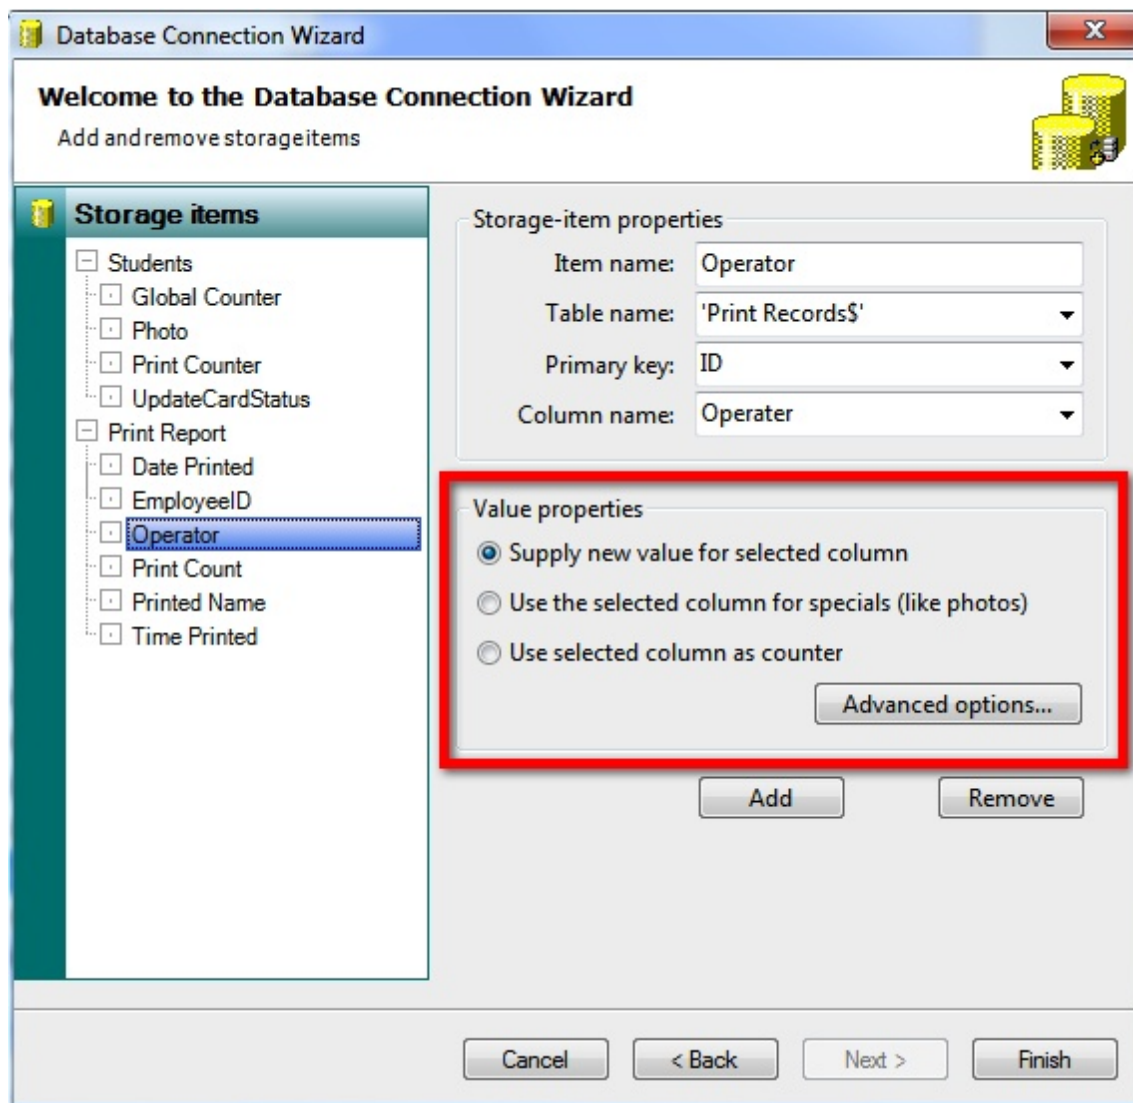 Database Connection Wizard
Welcome to the Database Connection Wizard
Add and remove storage items
Storage items
Students
Global Counter
Photo
Print Counter
UpdateCardStatus
Print Report
Date Printed
EmployeeID
Operator
Print Count
Printed Name
Time Printed
Storage-item properties
Item name: Operator
Table name: 'Print Records$'
Primary key: ID
Column name: Operater
Value properties
Supply new value for selected column
Use the selected column for specials (like photos)
Use selected column as counter
Advanced options...
Add Remove
Cancel < Back Next > Finish